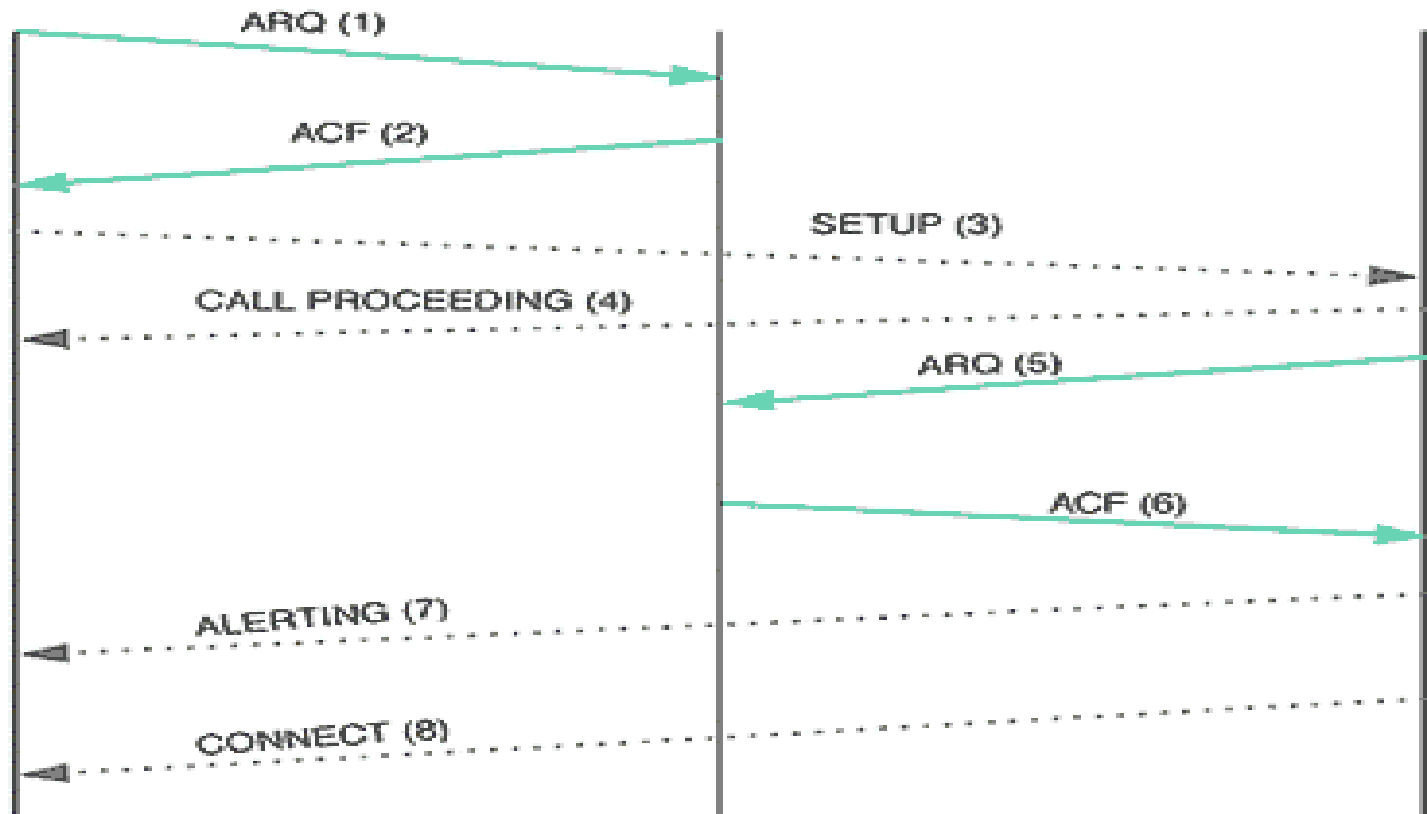 ARQ (1)
ACF (2)
SETUP (3)
CALL PROCEEDING (4)
ARQ (5)
ACF (6)
ALERTING (7)
CONNECT (8)